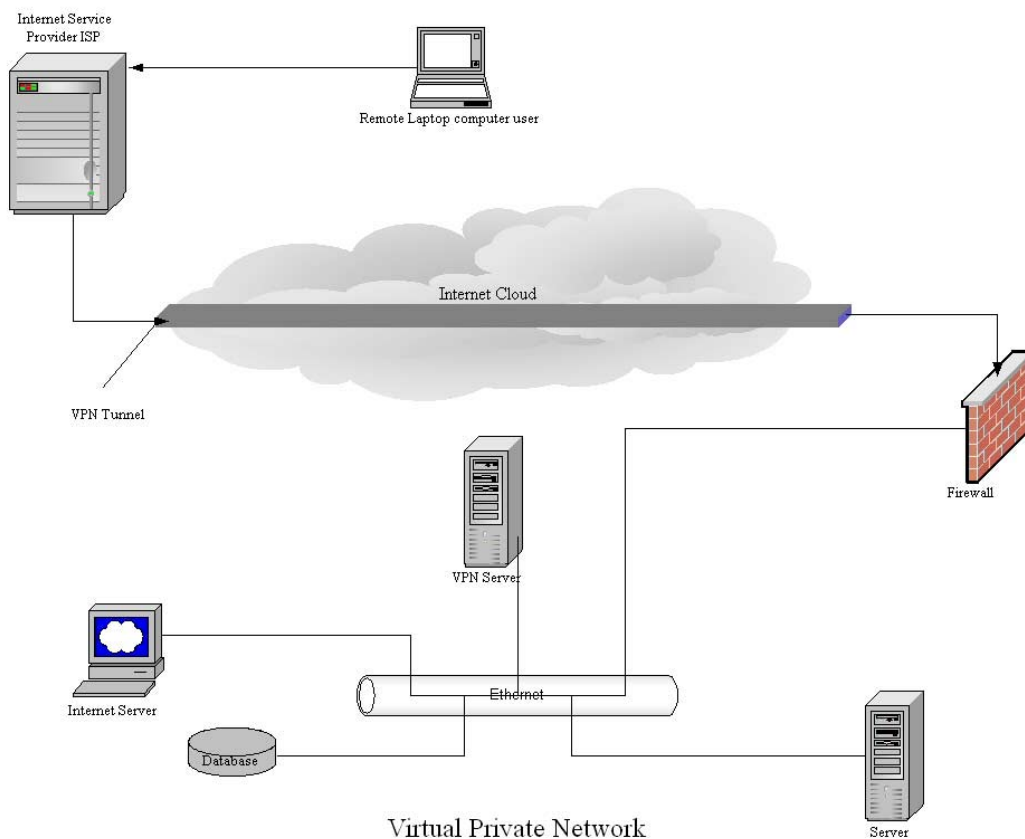 Internet Service
Provider ISP
Remote Laptop computer user
Internet Cloud
VPN Tunnel
Firewall
VPN Server
Ethernet
Internet Server
Database
Server
Virtual Private Network